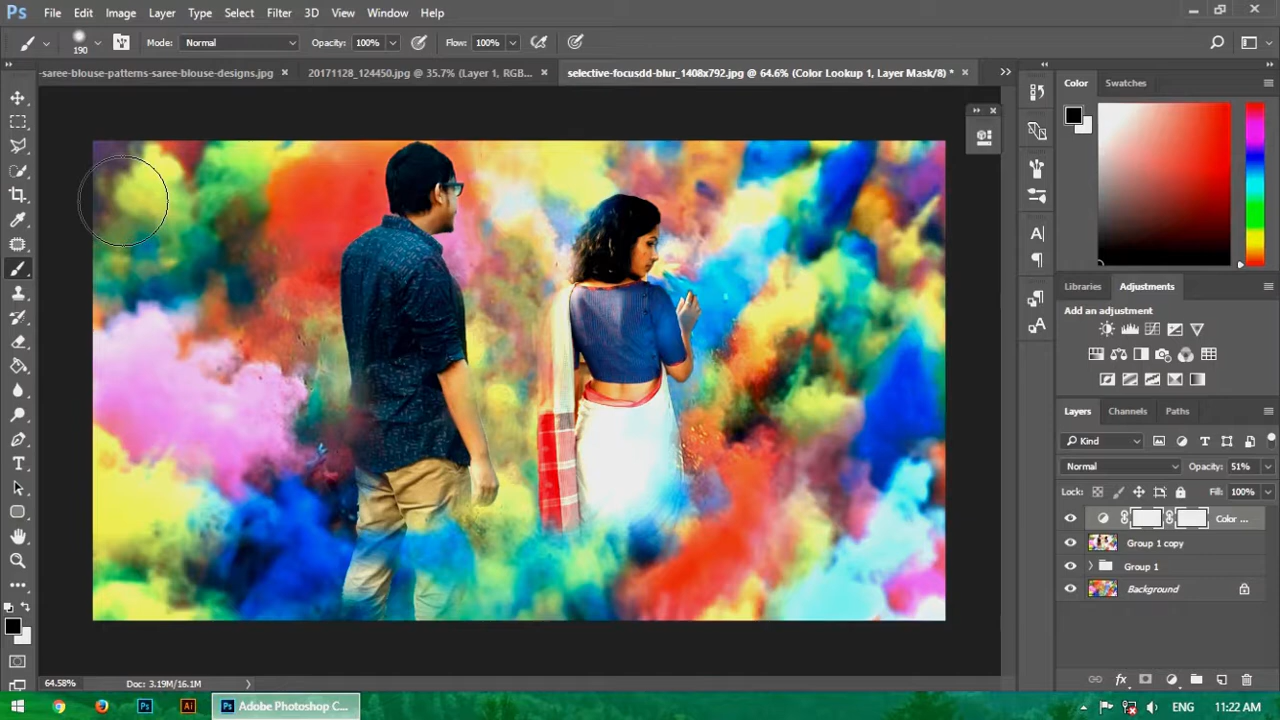 Ps File Edit Image Layer Type Select Filter 3D View Window Help
190 Mode: Normal Opacity: 100% Flow: 100%
-saree-blouse-patterns-saree-blouse-designs.jpg × 20171128_124450.jpg @ 35.7% (Layer 1, RGB... × selective-focusdd-blur_1408x792.jpg @ 64.6% (Color Lookup 1, Layer Mask/8) * ×
Color Swatches
Libraries Adjustments
Add an adjustment
Layers Channels Paths
Kind
Normal Opacity: 51%
Lock: Fill: 100%
Color ...
Group 1 copy
Group 1
Background
64.58% Doc: 3.19M/16.1M
Ps Ai Ps Adobe Photoshop C... ENG 11:22 AM